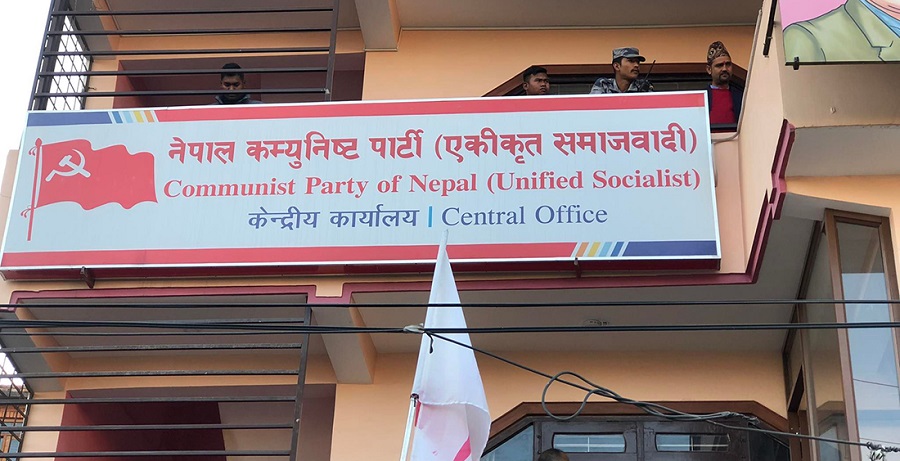 नेपाल कम्युनिष्ट पार्टी (एकीकृत समाजवादी)
Communist Party of Nepal (Unified Socialist)
केन्द्रीय कार्यालय | Central Office